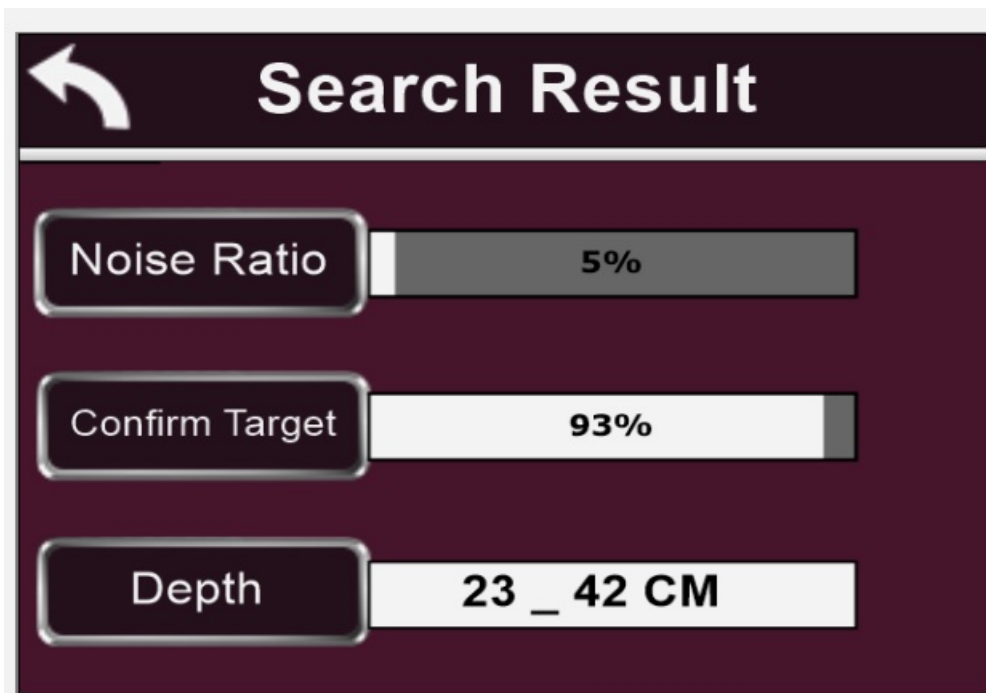 Search Result
Noise Ratio 5%
Confirm Target 93%
Depth 23 _ 42 CM